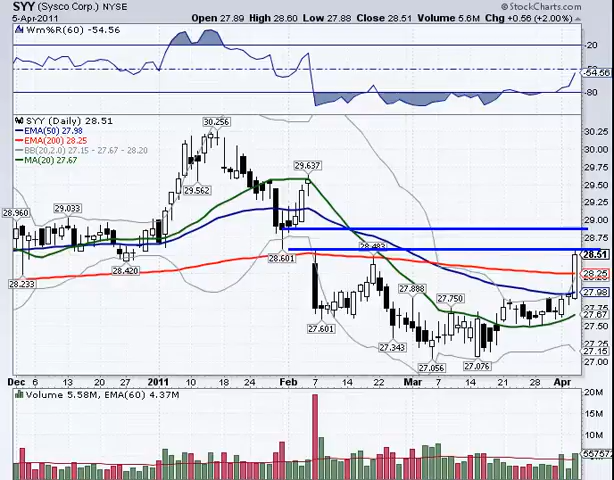 SYY (Sysco Corp.) NYSE © StockCharts.com
5-Apr-2011 Open 27.89 High 28.60 Low 27.88 Close 28.51 Volume 5.6M Chg +0.56 (+2.00%)
Wm%R(60) -54.56
-20
-54.56
-80
SYY (Daily) 28.51
EMA(50) 27.98
EMA(200) 28.25
BB(20,2.0) 27.15 - 27.67 - 28.20
MA(20) 27.67
30.256
30.25
30.00
29.75
29.637
29.562
29.50
29.25
29.033
28.960
29.00
28.75
28.601
28.483
28.51
28.420
28.25
28.233
27.98
27.888
27.750
27.67
27.601
27.343
27.25
27.15
27.076
27.056
27.00
Dec 6 13 20 27 2011 10 18 24 Feb 7 14 22 Mar 7 14 21 28 Apr
Volume 5.58M, EMA(60) 4.37M
20M
15M
10M